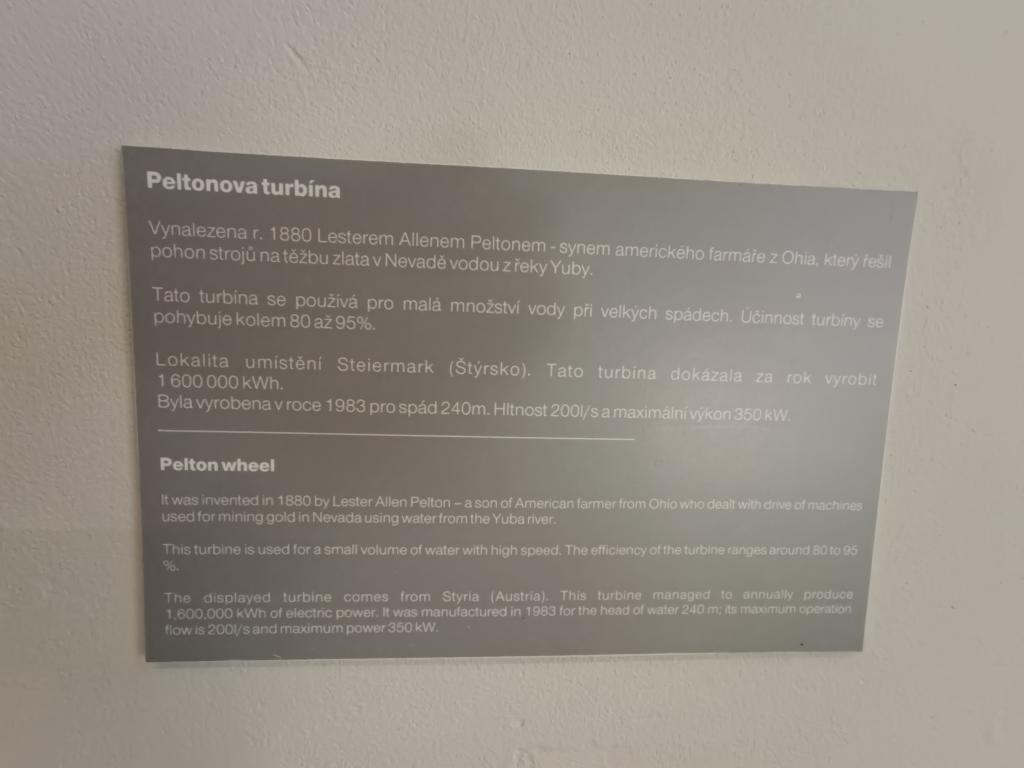 Peltonova turbína
Vynalezena r. 1880 Lesterem Allenem Peltonem - synem amerického farmáře z Ohia, který řešil
pohon strojů na těžbu zlata v Nevadě vodou z řeky Yuby.
Tato turbína se používá pro malá množství vody při velkých spádech. Účinnost turbíny se
pohybuje kolem 80 až 95%.
Lokalita umístění Steiermark (Štýrsko). Tato turbína dokázala za rok vyrobit
1 600 000 kWh.
Byla vyrobena v roce 1983 pro spád 240m. Hltnost 200l/s a maximální výkon 350 kW.
Pelton wheel
It was invented in 1880 by Lester Allen Pelton – a son of American farmer from Ohio who dealt with drive of machines
used for mining gold in Nevada using water from the Yuba river.
This turbine is used for a small volume of water with high speed. The efficiency of the turbine ranges around 80 to 95
%.
The displayed turbine comes from Styria (Austria). This turbine managed to annually produce
1,600,000 kWh of electric power. It was manufactured in 1983 for the head of water 240 m; its maximum operation
flow is 200l/s and maximum power 350 kW.